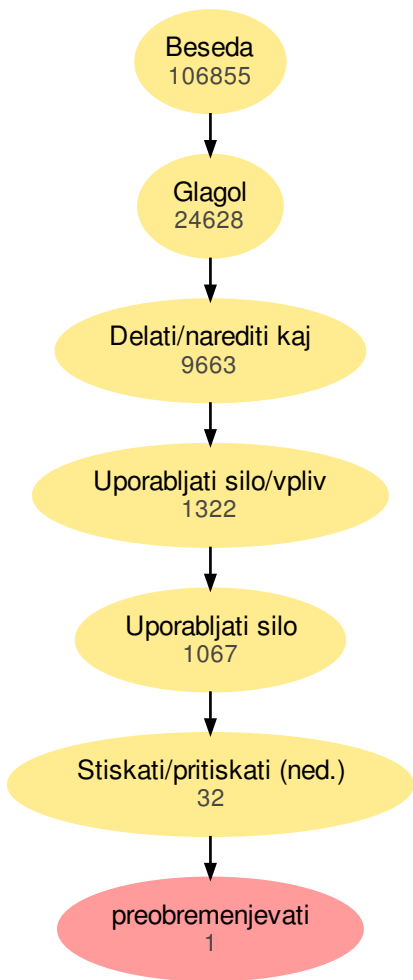 Beseda
106855
Glagol
24628
Delati/narediti kaj
9663
Uporabljati silo/vpliv
1322
Uporabljati silo
1067
Stiskati/pritiskati (ned.)
32
preobremenjevati
1